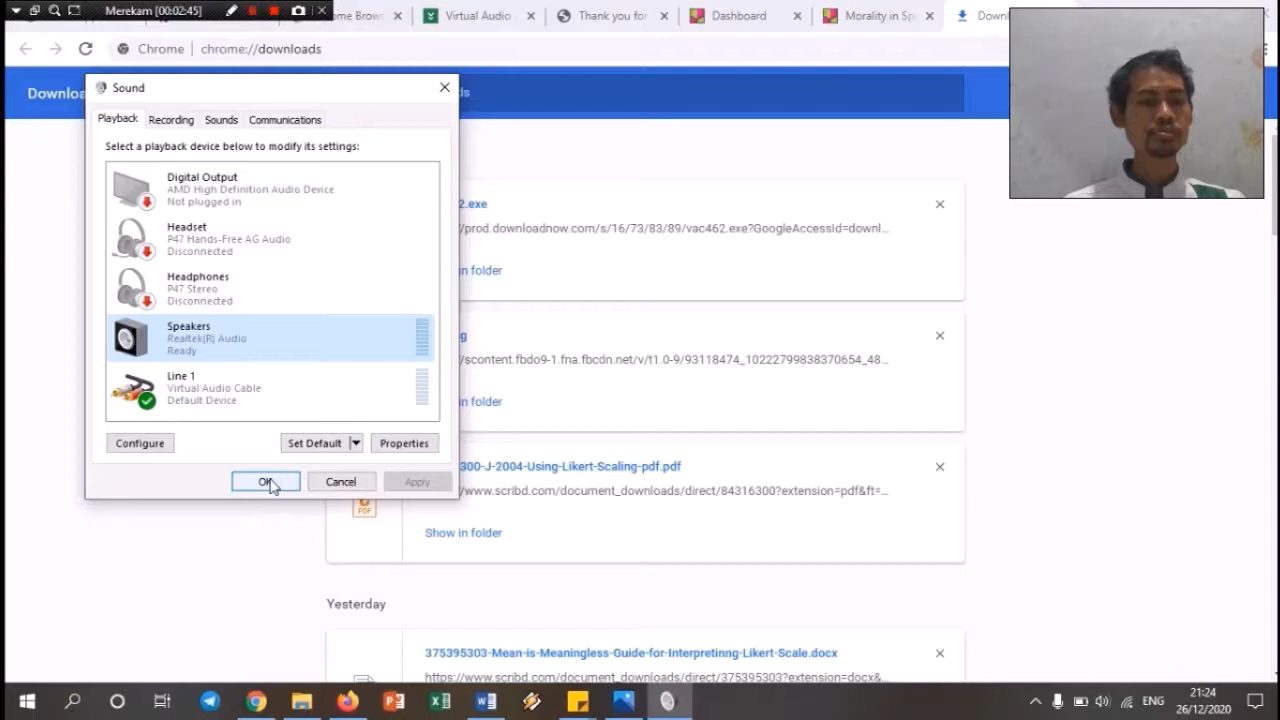 Merekam [00:02:45]
ome Brow
Virtual Audio
Thank you for
Dashboard
Morality in Sp
Downl
Chrome
chrome://downloads
Downloa
ds
Sound
Playback
Recording
Sounds
Communications
Select a playback device below to modify its settings:
Digital Output
AMD High Definition Audio Device
Not plugged in
Headset
P47 Hands-Free AG Audio
Disconnected
Headphones
P47 Stereo
Disconnected
Speakers
Realtek(R) Audio
Ready
Line 1
Virtual Audio Cable
Default Device
Configure
Set Default
Properties
OK
Cancel
Apply
2.exe
/prod.downloadnow.com/s/16/73/83/89/vac462.exe?GoogleAccessId=downl...
in folder
g
/scontent.fbdo9-1.fna.fbcdn.net/v/t1.0-9/93118474_10222799838370654_48...
in folder
300-J-2004-Using-Likert-Scaling-pdf.pdf
/www.scribd.com/document_downloads/direct/84316300?extension=pdf&ft=...
PDF
Show in folder
Yesterday
375395303-Mean-is-Meaningless-Guide-for-Interpretinng-Likert-Scale.docx
https://www.scribd.com/document_downloads/direct/375395303?extension=docx&...
ENG
21:24
26/12/2020